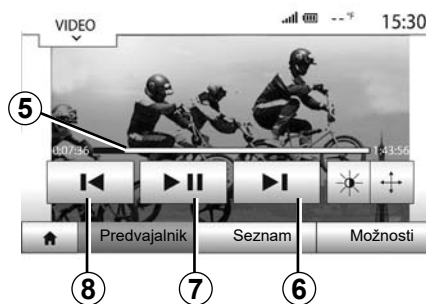 VIDEO
--°F
15:30
5
0:07:36
1:43:56
Predvajalnik
Seznam
Možnosti
8
7
6